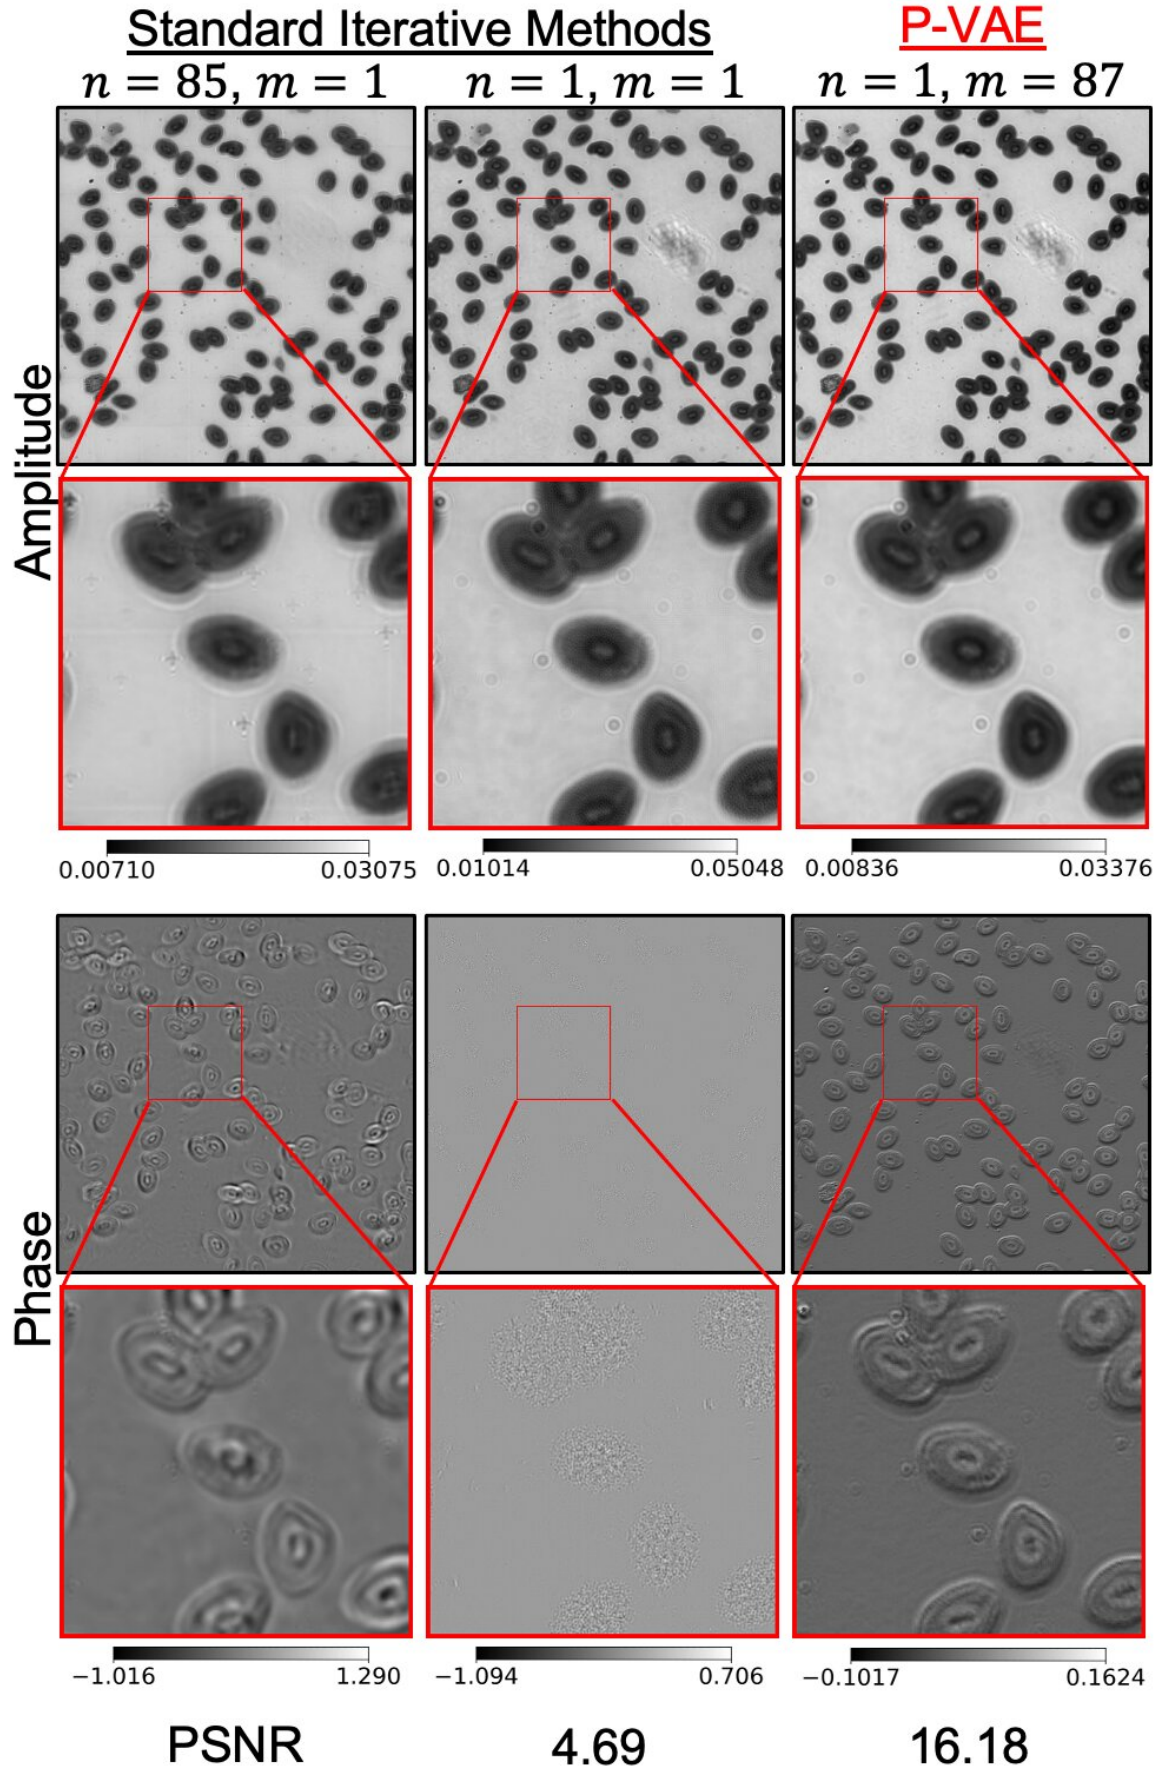 Standard Iterative Methods P-VAE
n = 85, m = 1 n = 1, m = 1 n = 1, m = 87
Amplitude
0.00710 0.03075 0.01014 0.05048 0.00836 0.03376
Phase
−1.016 1.290 −1.094 0.706 −0.1017 0.1624
PSNR 4.69 16.18